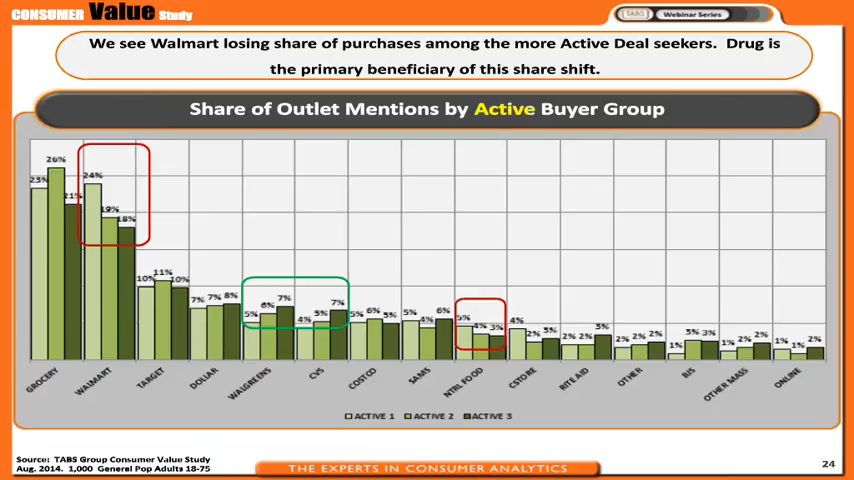 CONSUMER Value Study
TABS Webinar Series
We see Walmart losing share of purchases among the more Active Deal seekers. Drug is
the primary beneficiary of this share shift.
Share of Outlet Mentions by Active Buyer Group
23% 26% 21% 24% 19% 18% 10% 11% 10% 7% 7% 8% 5% 6% 7% 4% 5% 7% 5% 6% 5% 5% 4% 6% 5% 4% 3% 4% 2% 3% 2% 2% 3% 2% 2% 2% 1% 3% 3% 1% 2% 2% 1% 1% 2%
GROCERY WALMART TARGET DOLLAR WALGREENS CVS COSTCO SAMS NTRL FOOD CSTORE RITE AID OTHER BJS OTHER MASS ONLINE
ACTIVE 1 ACTIVE 2 ACTIVE 3
Source: TABS Group Consumer Value Study
Aug. 2014. 1,000 General Pop Adults 18-75
THE EXPERTS IN CONSUMER ANALYTICS
24